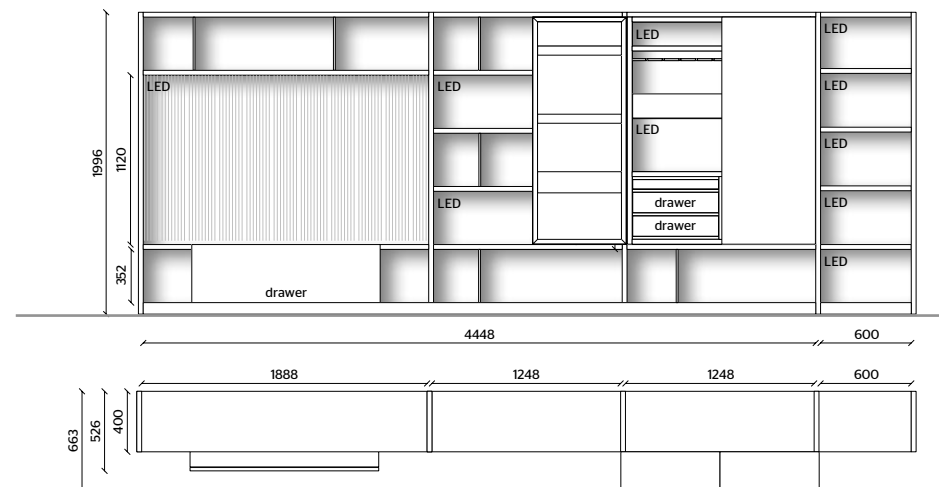 LED
LED
LED
LED
LED
1996
1120
LED
drawer
LED
LED
drawer
352
LED
drawer
4448
600
1888
1248
1248
600
663
526
400
LED